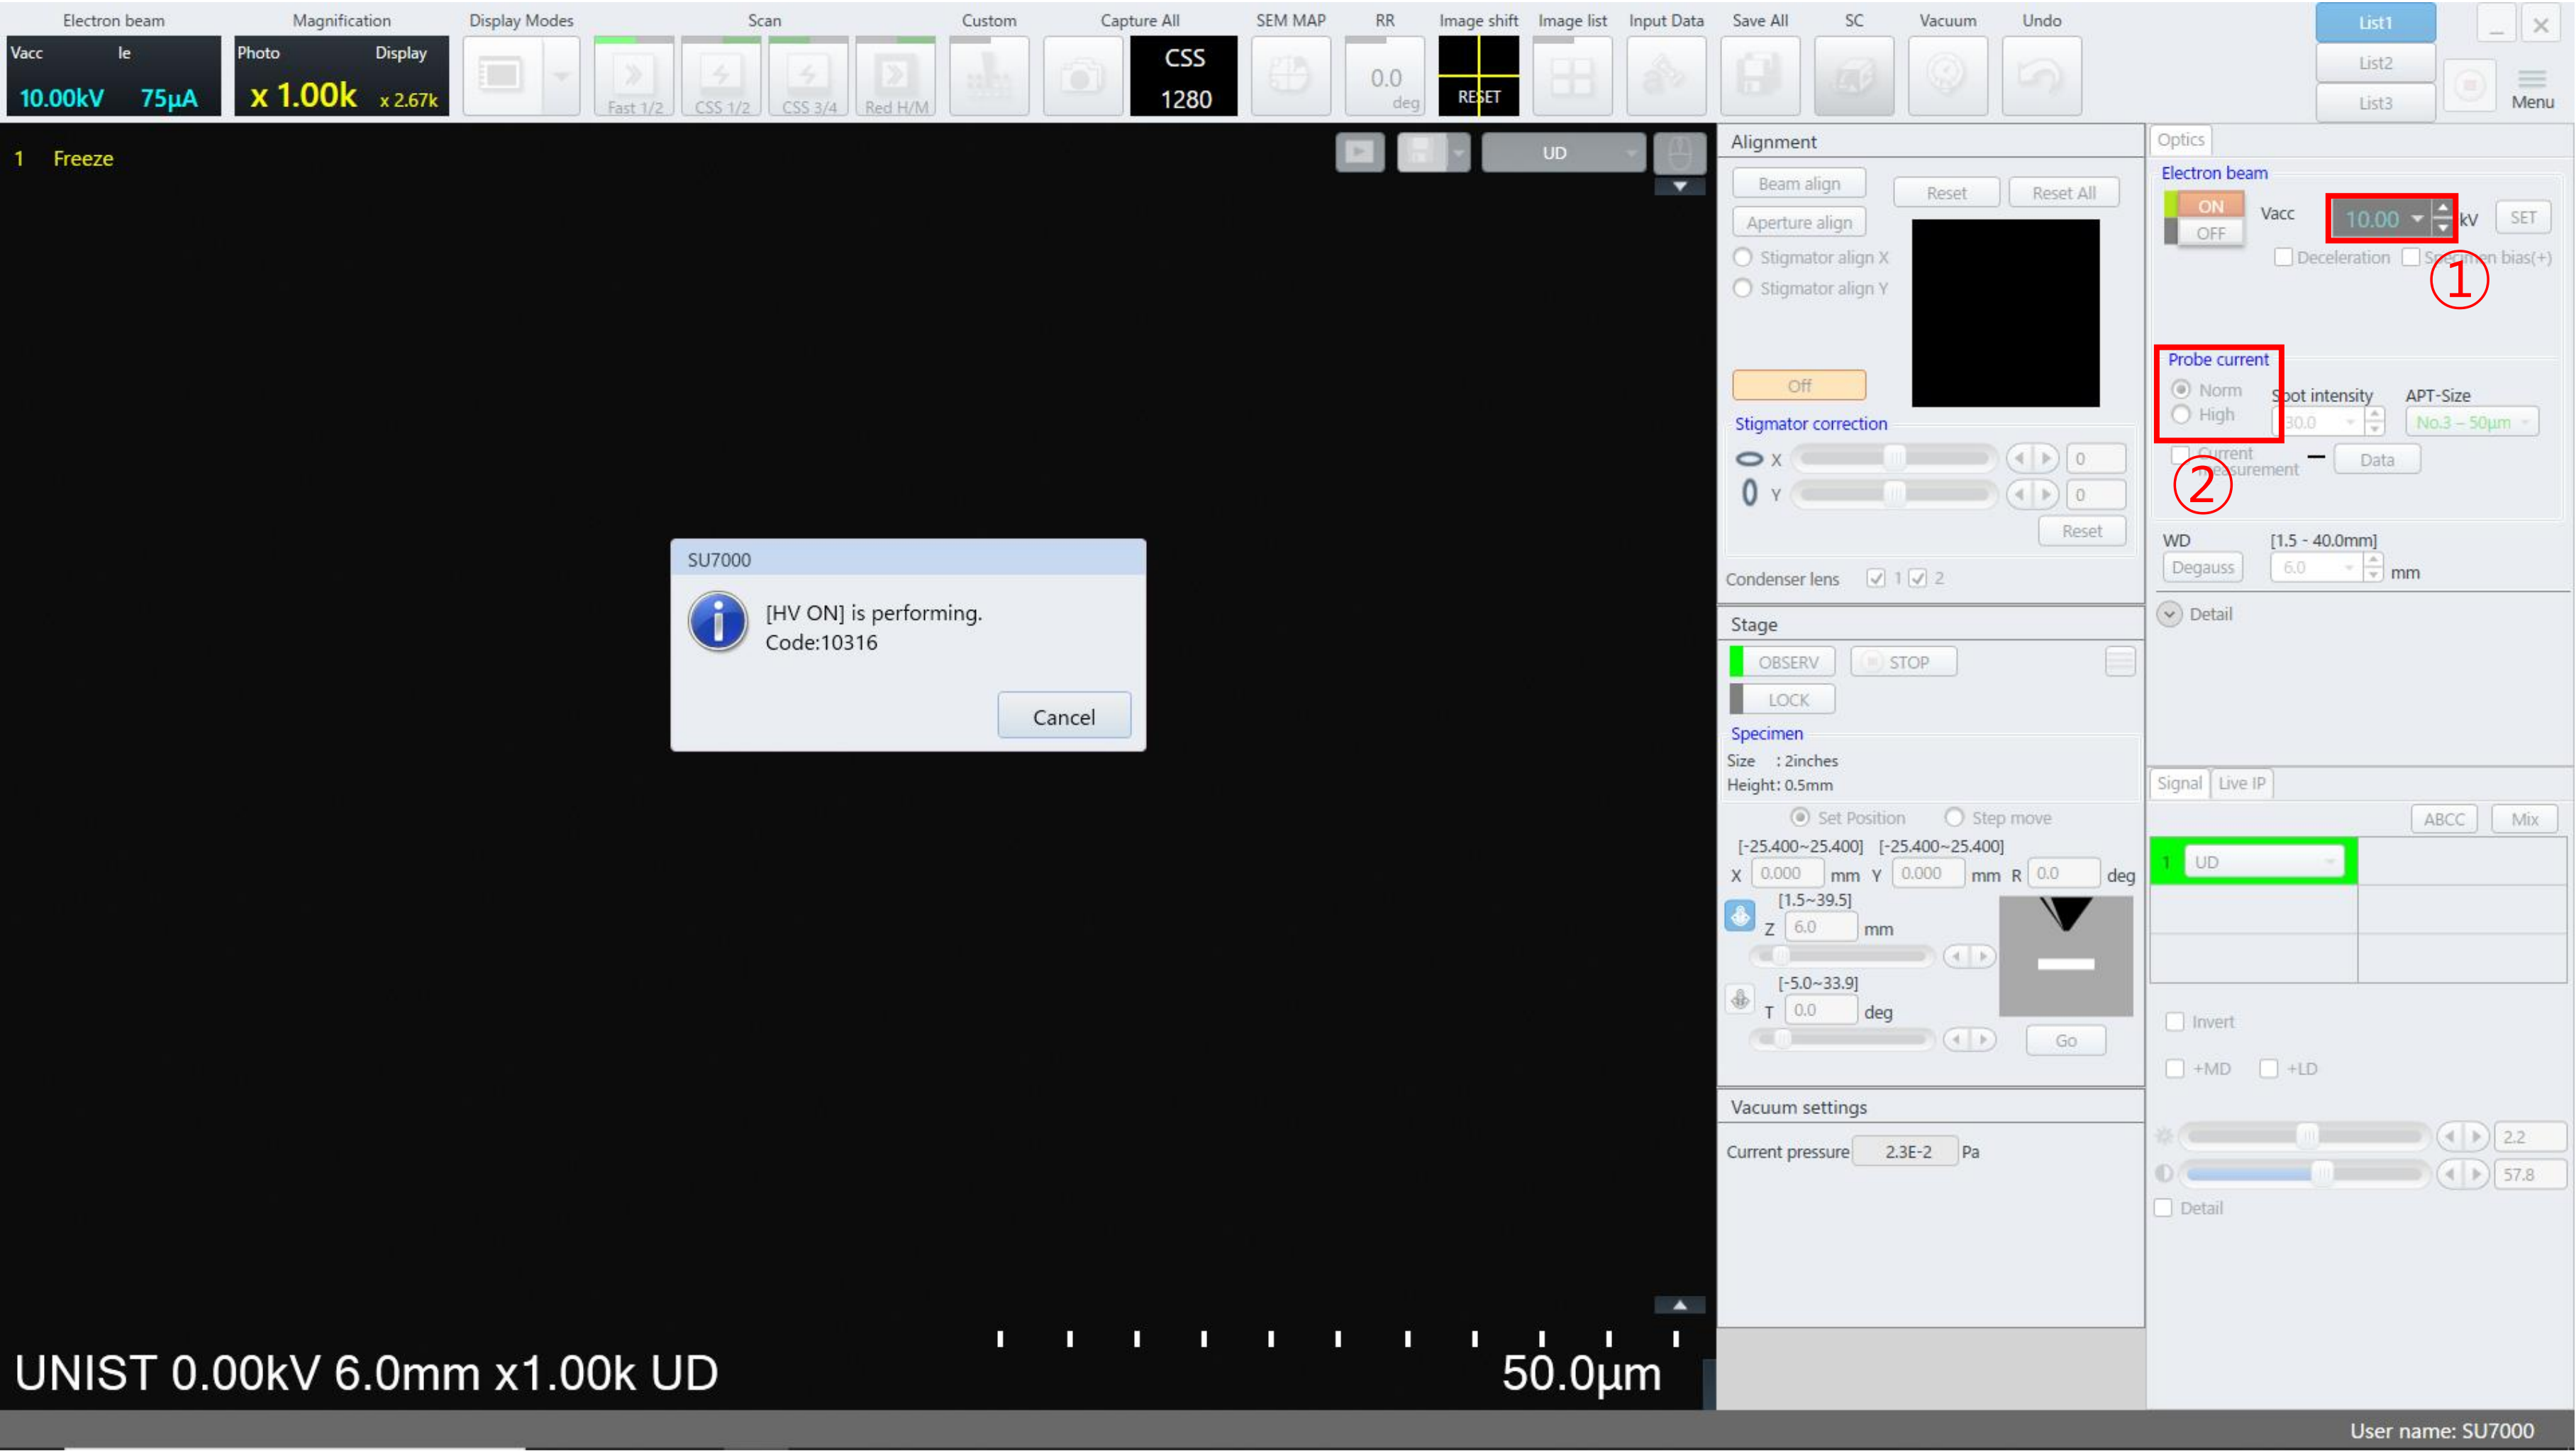 Electron beam Magnification Display Modes Scan Custom Capture All SEM MAP RR Image shift Image list Input Data Save All SC Vacuum Undo
Vacc Ie
10.00kV 75µA
Photo Display
x 1.00k x 2.67k
Fast 1/2 CSS 1/2 CSS 3/4 Red H/M
CSS
1280
0.0
deg
RESET
List1
List2
List3
Menu
1 Freeze
UD
Alignment
Beam align Reset Reset All
Aperture align
Stigmator align X
Stigmator align Y
Off
Stigmator correction
X 0
Y 0
Reset
Condenser lens 1 2
Stage
OBSERV STOP
LOCK
Specimen
Size : 2inches
Height: 0.5mm
Set Position Step move
[-25.400~25.400] [-25.400~25.400]
X 0.000 mm Y 0.000 mm R 0.0 deg
[1.5~39.5]
Z 6.0 mm
[-5.0~33.9]
T 0.0 deg
Go
Vacuum settings
Current pressure 2.3E-2 Pa
Optics
Electron beam
ON
OFF
Vacc 10.00 kV SET
Deceleration Specimen bias(+)
①
Probe current
Norm
High
Spot intensity APT-Size
30.0 No.3 – 50µm
Current
measurement
Data
②
WD [1.5 - 40.0mm]
Degauss 6.0 mm
Detail
Signal Live IP
ABCC Mix
1 UD
Invert
+MD +LD
2.2
57.8
Detail
SU7000
[HV ON] is performing.
Code:10316
Cancel
UNIST 0.00kV 6.0mm x1.00k UD
50.0µm
User name: SU7000